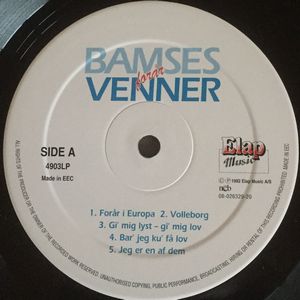 BAMSES
forår
VENNER
SIDE A
4903LP
Made in EEC
Elap
Music
℗ 1993 Elap Music A/S
ncb
08-026329-20
1. Forår i Europa 2. Volleborg
3. Gi' mig lyst – gi' mig lov
4. Bar' jeg ku' få lov
5. Jeg er en af dem
ALL RIGHTS OF THE PRODUCER AND OF THE OWNER OF THE RECORDED WORK RESERVED. UNAUTHORISED COPYING, PUBLIC PERFORMANCE, BROADCASTING, HIRING OR RENTAL OF THIS RECORDING PROHIBITED. MADE IN EEC